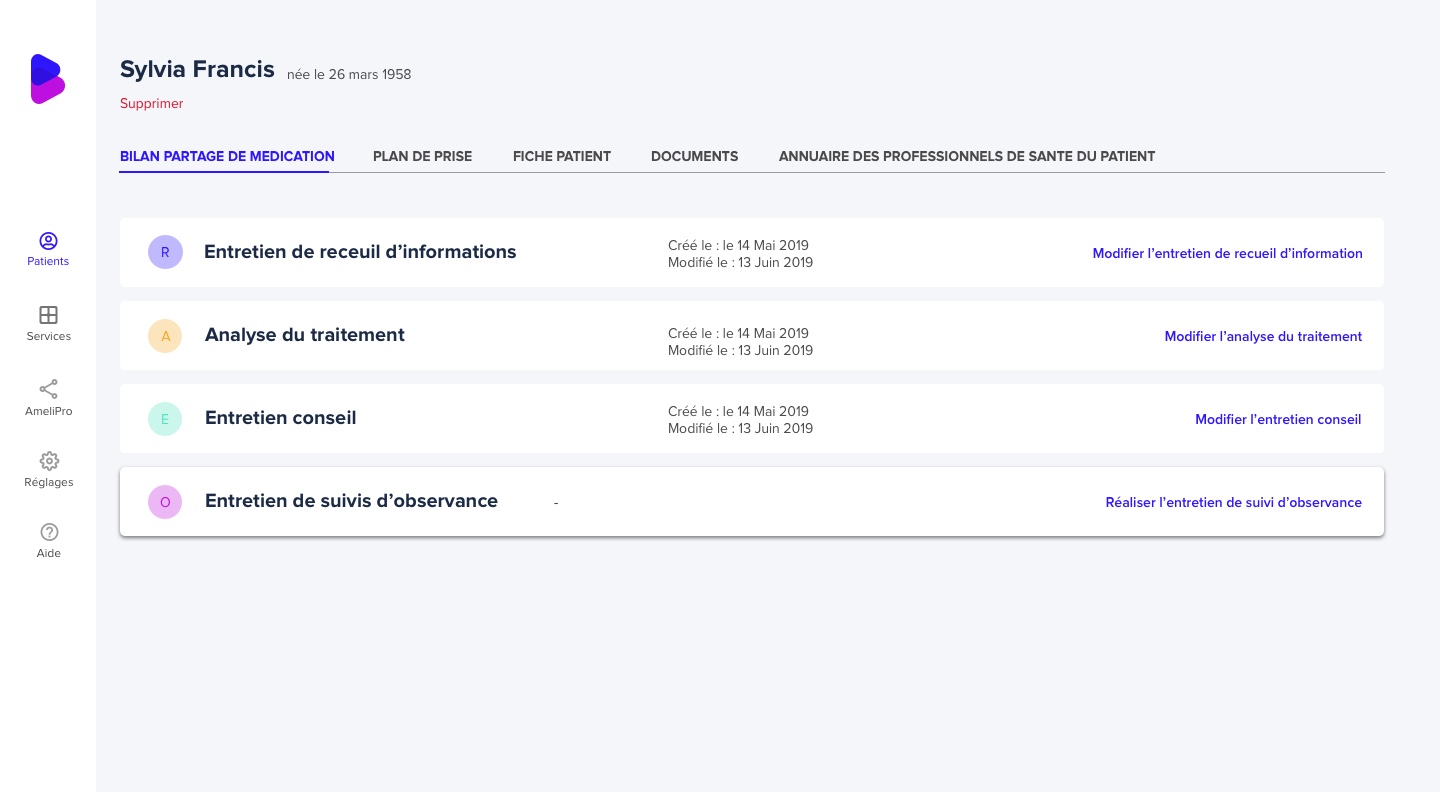 Sylvia Francis née le 26 mars 1958
Supprimer
BILAN PARTAGE DE MEDICATION PLAN DE PRISE FICHE PATIENT DOCUMENTS ANNUAIRE DES PROFESSIONNELS DE SANTE DU PATIENT
Patients
Services
AmeliPro
Réglages
Aide
R Entretien de receuil d’informations
Créé le : le 14 Mai 2019
Modifié le : 13 Juin 2019
Modifier l’entretien de recueil d’information
A Analyse du traitement
Créé le : le 14 Mai 2019
Modifié le : 13 Juin 2019
Modifier l’analyse du traitement
E Entretien conseil
Créé le : le 14 Mai 2019
Modifié le : 13 Juin 2019
Modifier l’entretien conseil
O Entretien de suivis d’observance -
Réaliser l’entretien de suivi d’observance